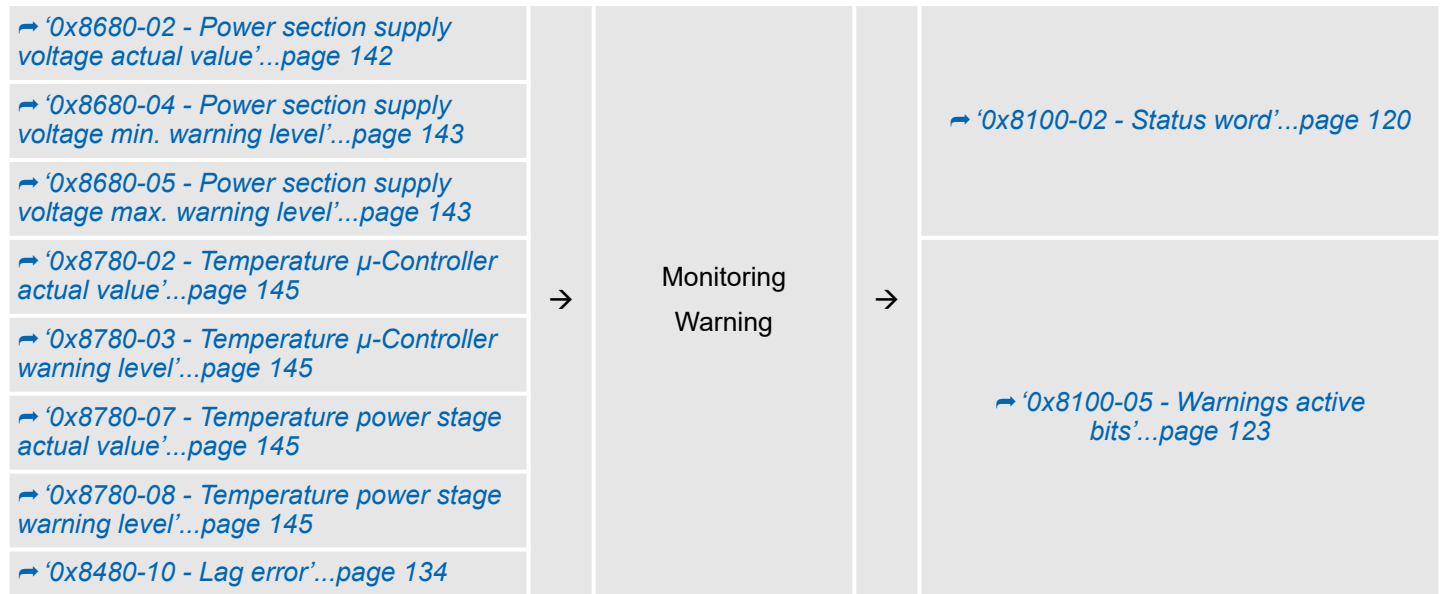 ➦ ‘0x8680-02 - Power section supply
voltage actual value’...page 142
➦ ‘0x8680-04 - Power section supply
voltage min. warning level’...page 143
➦ ‘0x8680-05 - Power section supply
voltage max. warning level’...page 143
➦ ‘0x8780-02 - Temperature µ-Controller
actual value’...page 145
➦ ‘0x8780-03 - Temperature µ-Controller
warning level’...page 145
➦ ‘0x8780-07 - Temperature power stage
actual value’...page 145
➦ ‘0x8780-08 - Temperature power stage
warning level’...page 145
➦ ‘0x8480-10 - Lag error’...page 134
→
Monitoring
Warning
→
➦ ‘0x8100-02 - Status word’...page 120
➦ ‘0x8100-05 - Warnings active
bits’...page 123